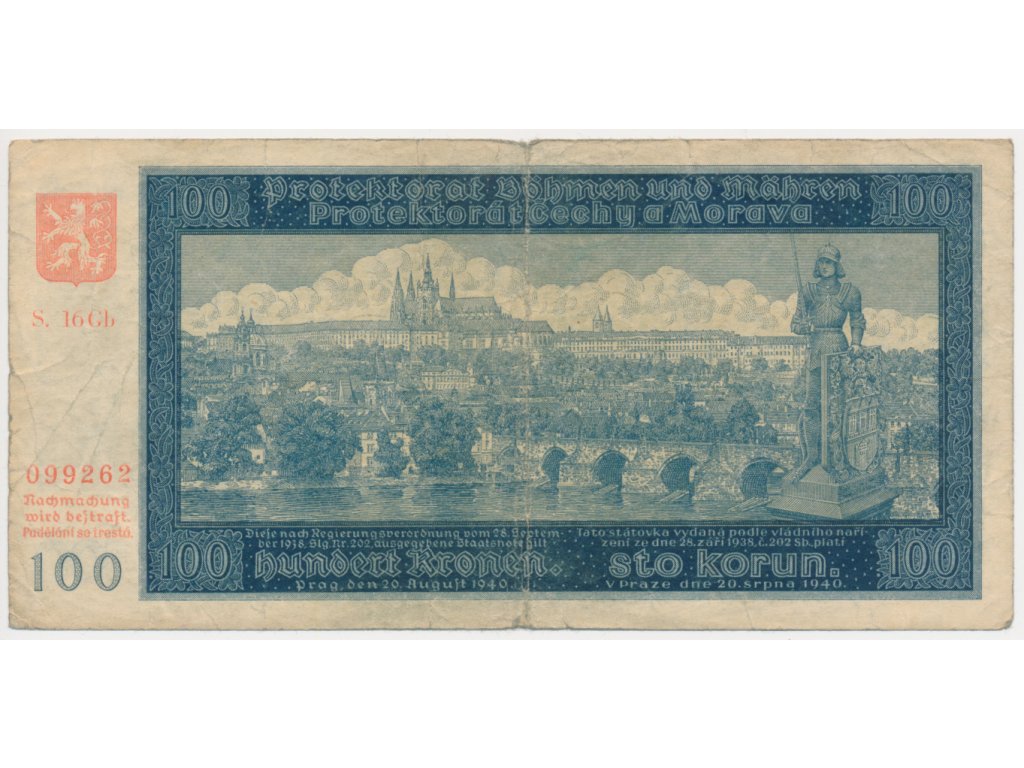 100
Protektorat Böhmen und Mähren
100
Protektorát Čechy a Morava
S. 16Gb
099262
Nachmachung
wird bestraft.
Padělání se trestá.
100
100
Diese nach Regierungsverordnung vom 28. Septem-
ber 1938, Slg. Nr. 202, ausgegebene Staatsnote gilt
hundert Kronen.
Prag, den 20. August 1940.
Tato státovka vydaná podle vládního naří-
zení ze dne 28. září 1938, č. 202 Sb. platí
sto korun.
V Praze dne 20. srpna 1940.
100